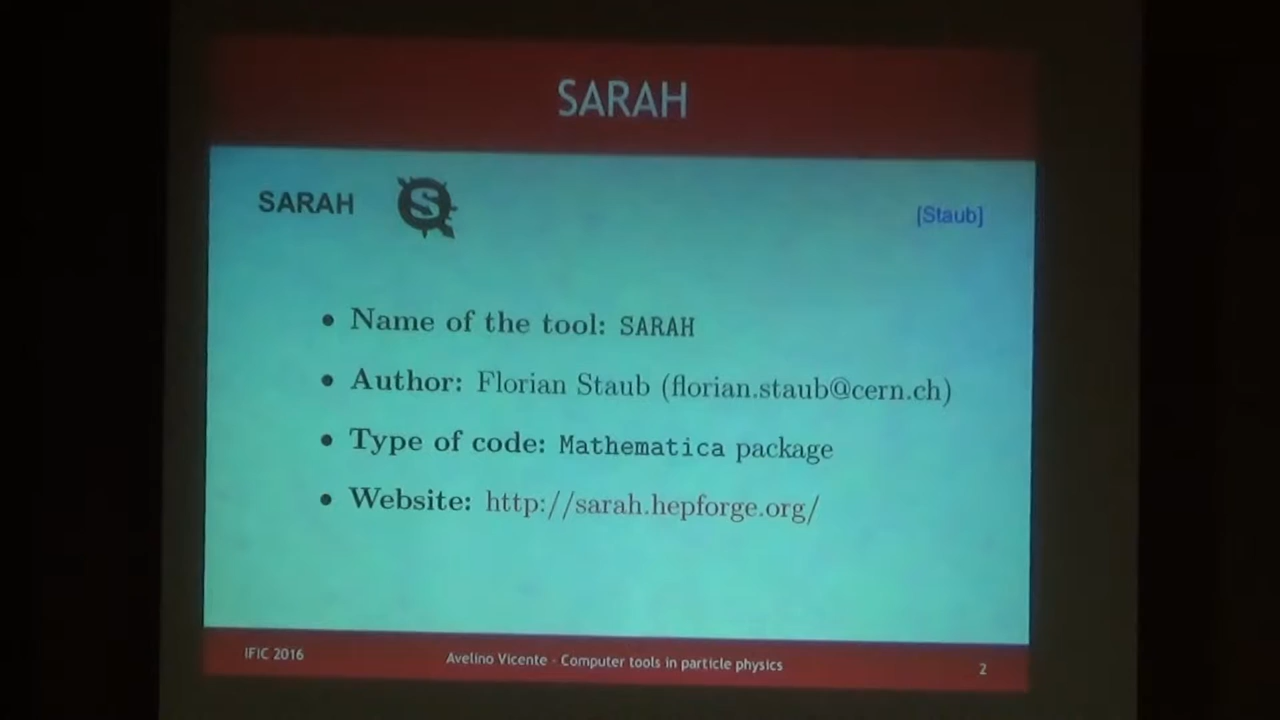 SARAH
SARAH S [Staub]
• Name of the tool: SARAH
• Author: Florian Staub (florian.staub@cern.ch)
• Type of code: Mathematica package
• Website: http://sarah.hepforge.org/
IFIC 2016 Avelino Vicente - Computer tools in particle physics 2